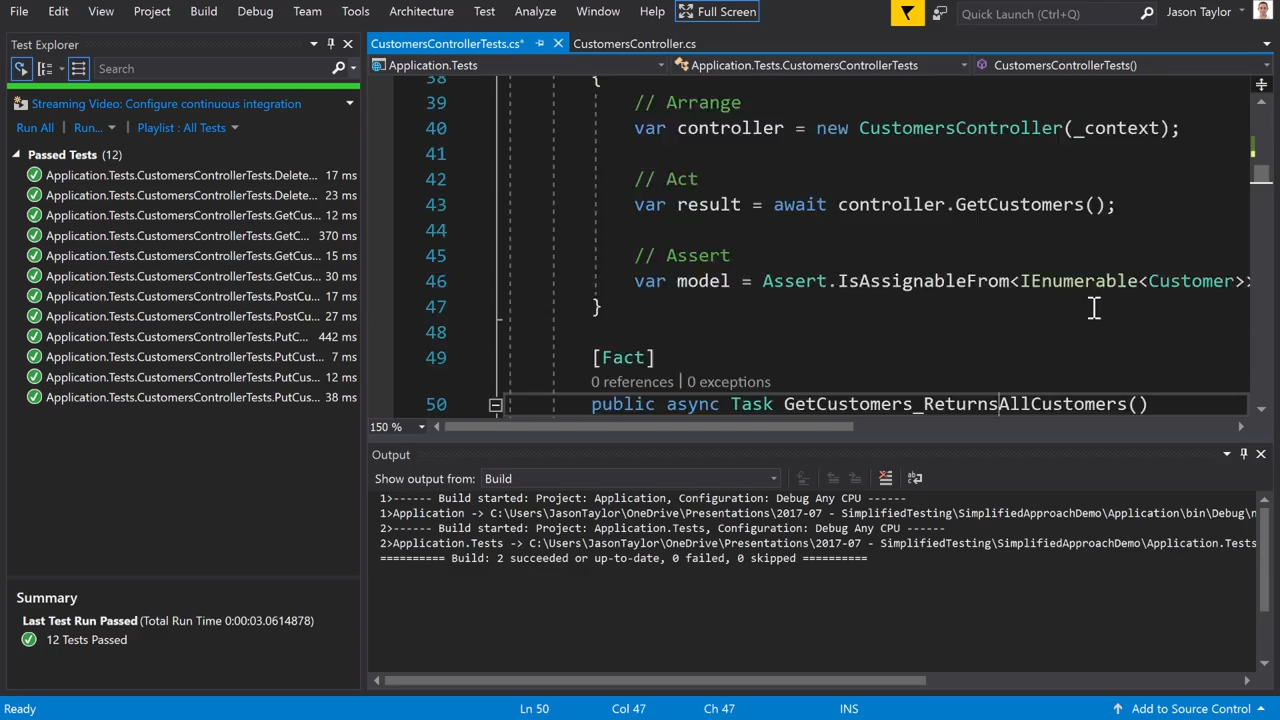 File Edit View Project Build Debug Team Tools Architecture Test Analyze Window Help Full Screen Quick Launch (Ctrl+Q) Jason Taylor
Test Explorer
Search
Streaming Video: Configure continuous integration
Run All | Run... Playlist : All Tests
Passed Tests (12)
Application.Tests.CustomersControllerTests.Delete... 17 ms
Application.Tests.CustomersControllerTests.Delete... 23 ms
Application.Tests.CustomersControllerTests.GetCus... 12 ms
Application.Tests.CustomersControllerTests.GetC... 370 ms
Application.Tests.CustomersControllerTests.GetCus... 15 ms
Application.Tests.CustomersControllerTests.GetCus... 30 ms
Application.Tests.CustomersControllerTests.PostCu... 17 ms
Application.Tests.CustomersControllerTests.PostCu... 27 ms
Application.Tests.CustomersControllerTests.PutC... 442 ms
Application.Tests.CustomersControllerTests.PutCust... 7 ms
Application.Tests.CustomersControllerTests.PutCus... 12 ms
Application.Tests.CustomersControllerTests.PutCus... 38 ms
Summary
Last Test Run Passed (Total Run Time 0:00:03.0614878)
12 Tests Passed
CustomersControllerTests.cs* CustomersController.cs
Application.Tests Application.Tests.CustomersControllerTests CustomersControllerTests()
38 {
39 // Arrange
40 var controller = new CustomersController(_context);
41
42 // Act
43 var result = await controller.GetCustomers();
44
45 // Assert
46 var model = Assert.IsAssignableFrom<IEnumerable<Customer>>
47 }
48
49 [Fact]
0 references | 0 exceptions
50 public async Task GetCustomers_ReturnsAllCustomers()
150 %
Output
Show output from: Build
1>------ Build started: Project: Application, Configuration: Debug Any CPU ------
1>Application -> C:\Users\JasonTaylor\OneDrive\Presentations\2017-07 - SimplifiedTesting\SimplifiedApproachDemo\Application\bin\Debug\n
2>------ Build started: Project: Application.Tests, Configuration: Debug Any CPU ------
2>Application.Tests -> C:\Users\JasonTaylor\OneDrive\Presentations\2017-07 - SimplifiedTesting\SimplifiedApproachDemo\Application.Tests
========== Build: 2 succeeded or up-to-date, 0 failed, 0 skipped ==========
Ready Ln 50 Col 47 Ch 47 INS Add to Source Control